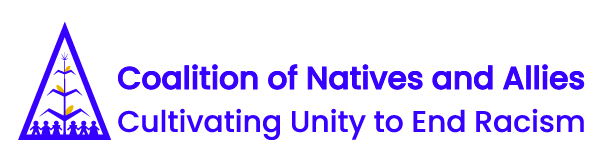 Coalition of Natives and Allies
Cultivating Unity to End Racism